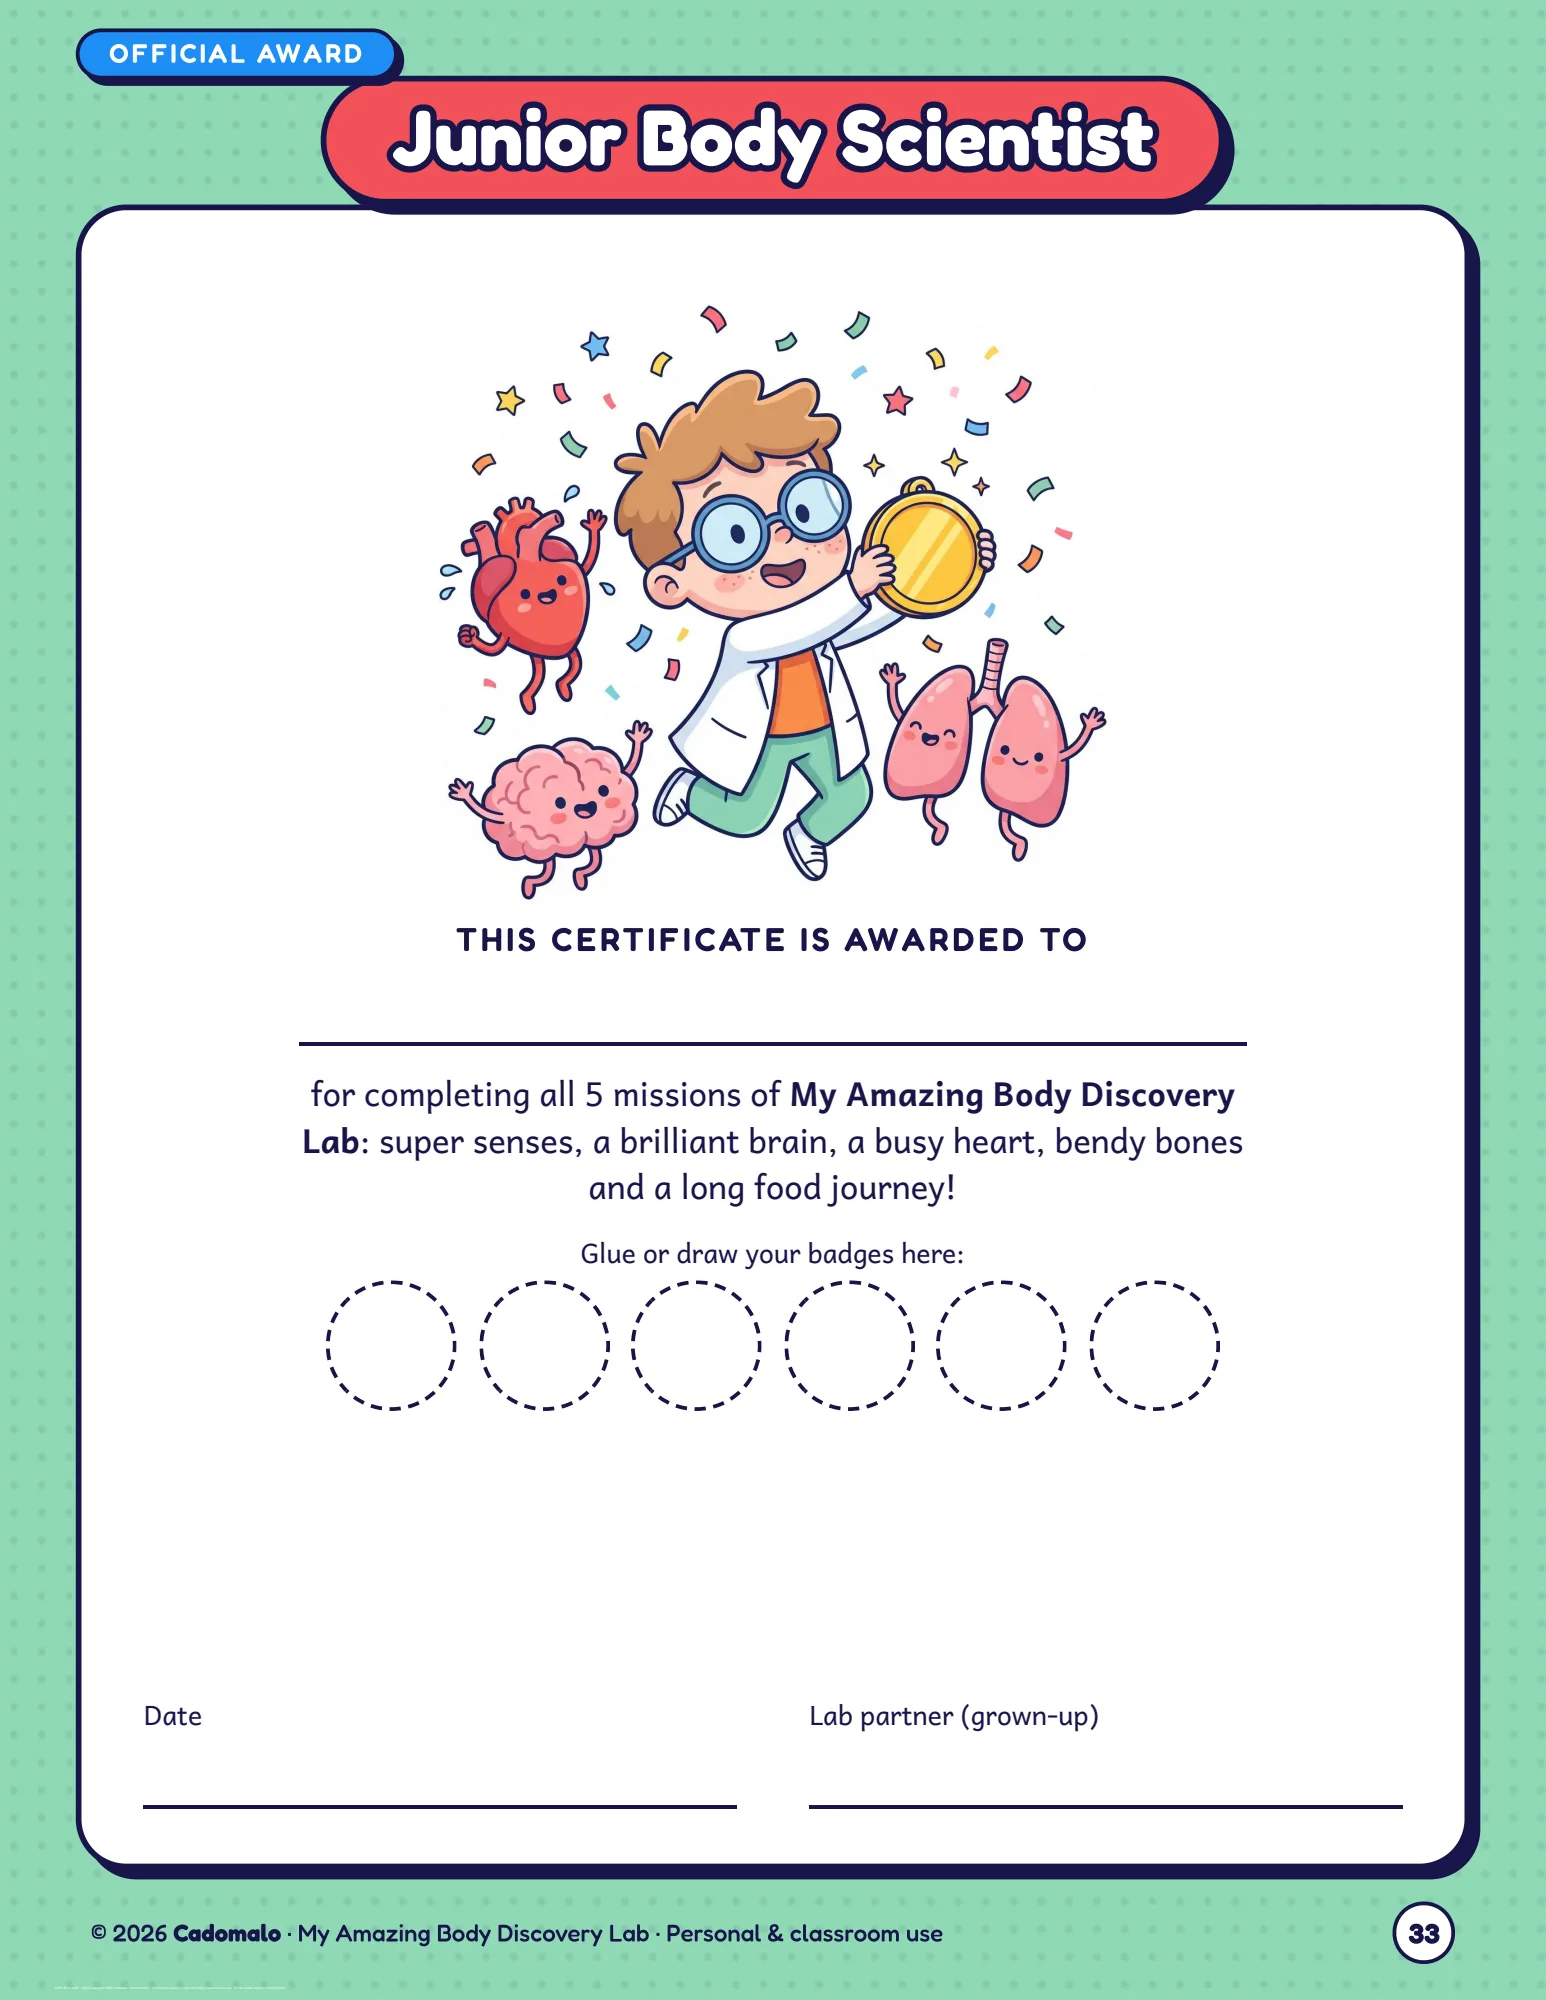 OFFICIAL AWARD
Junior Body Scientist
THIS CERTIFICATE IS AWARDED TO
for completing all 5 missions of My Amazing Body Discovery
Lab: super senses, a brilliant brain, a busy heart, bendy bones
and a long food journey!
Glue or draw your badges here:
Date
Lab partner (grown-up)
© 2026 Cadomalo · My Amazing Body Discovery Lab · Personal & classroom use
33